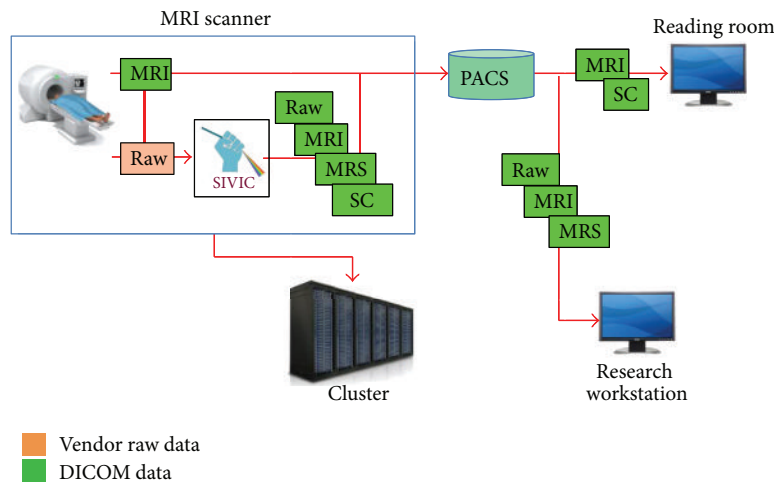 MRI scanner
Reading room
MRI
Raw
SIVIC
Raw
MRI
MRS
SC
PACS
MRI
SC
Raw
MRI
MRS
Cluster
Research
workstation
Vendor raw data
DICOM data